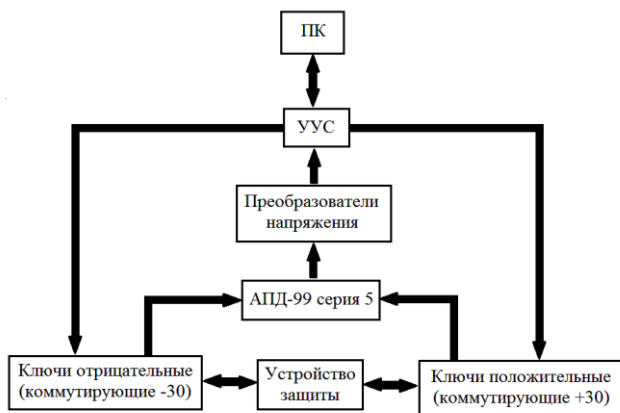 ПК
УУС
Преобразователи
напряжения
АПД-99 серия 5
Ключи отрицательные
(коммутирующие -30)
Устройство
защиты
Ключи положительные
(коммутирующие +30)